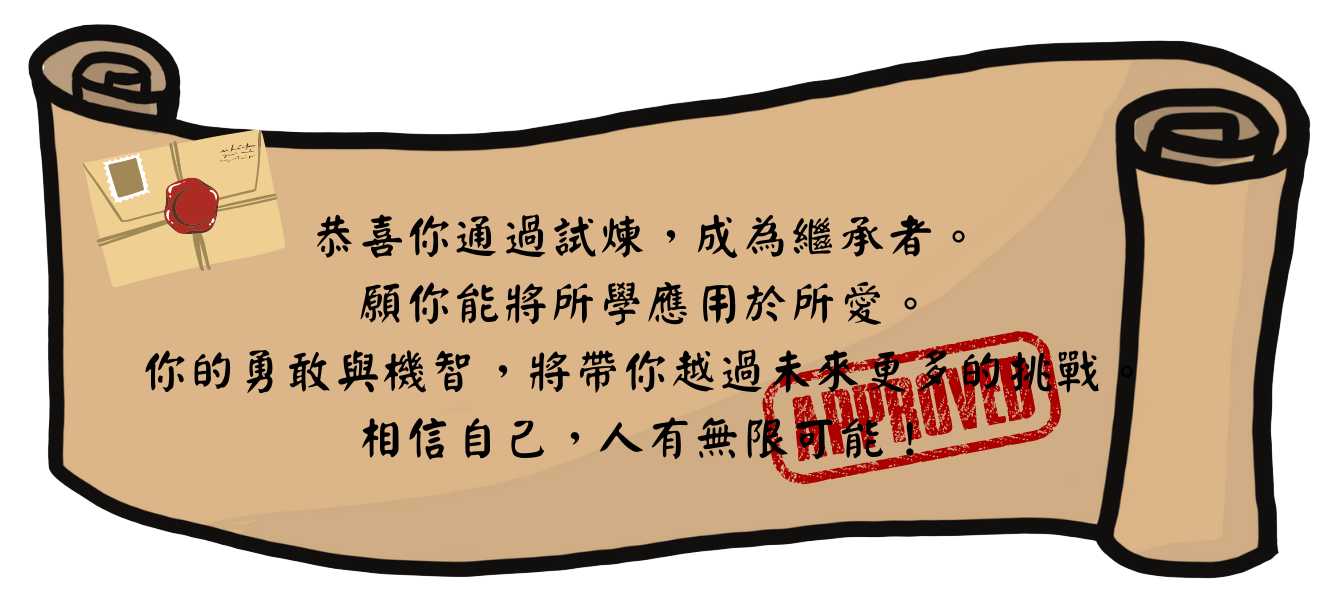 恭喜你通過試煉，成為繼承者。
願你能將所學應用於所愛。
你的勇敢與機智，將帶你越過未來更多的挑戰。
相信自己，人有無限可能！
APPROVED